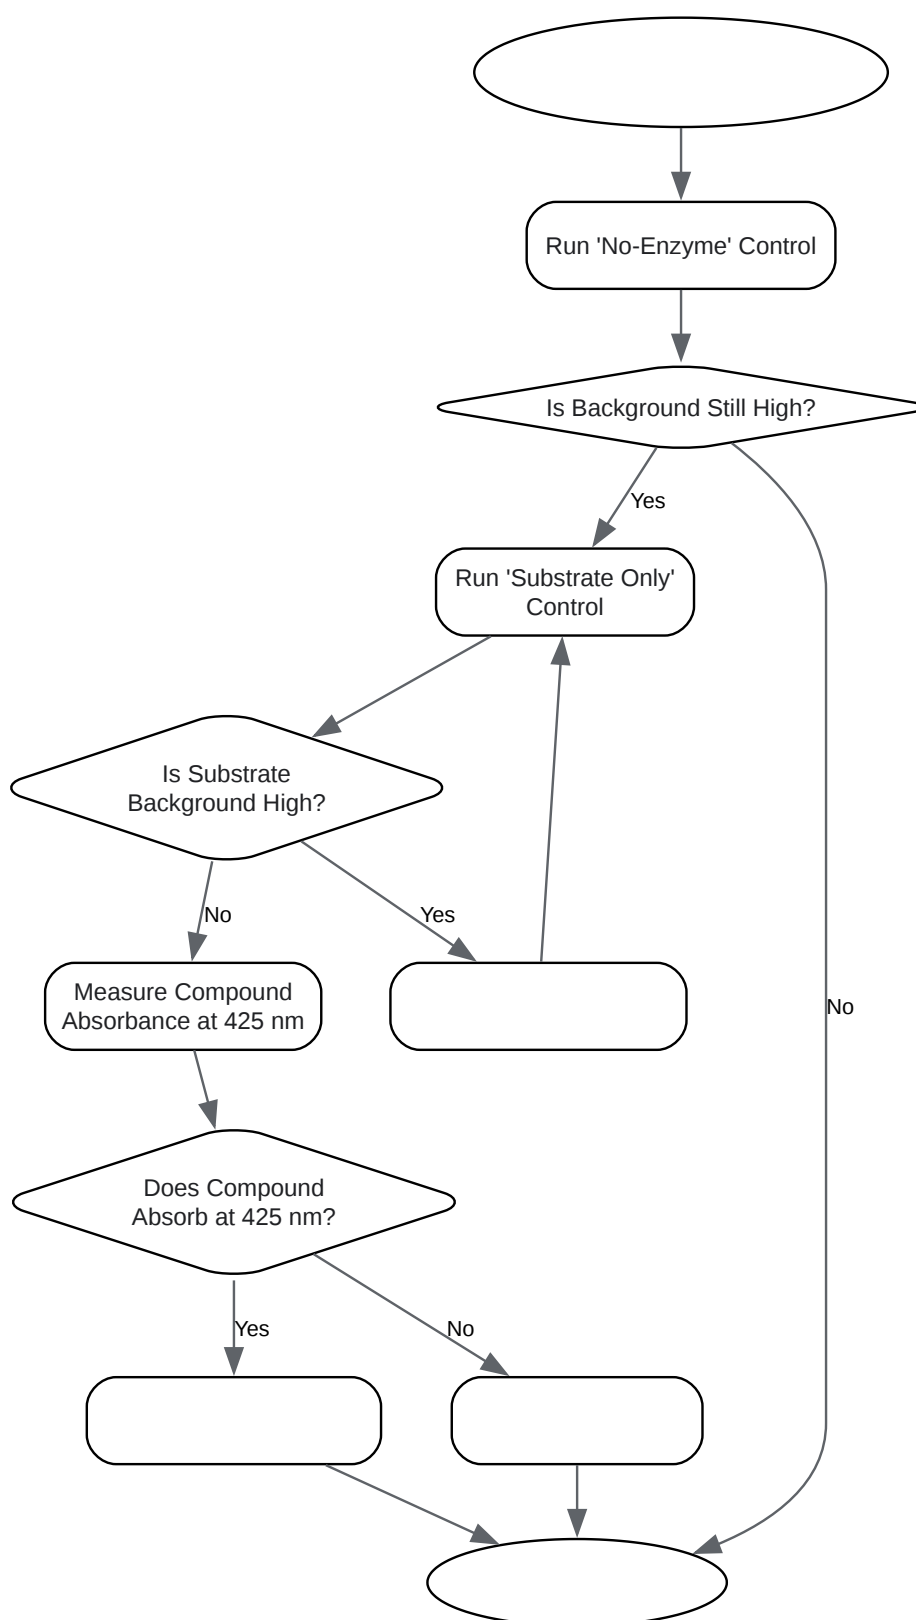 Run 'No-Enzyme' Control
Is Background Still High?
Yes
Run 'Substrate Only'
Control
Is Substrate
Background High?
No
Yes
Measure Compound
Absorbance at 425 nm
No
Does Compound
Absorb at 425 nm?
Yes
No